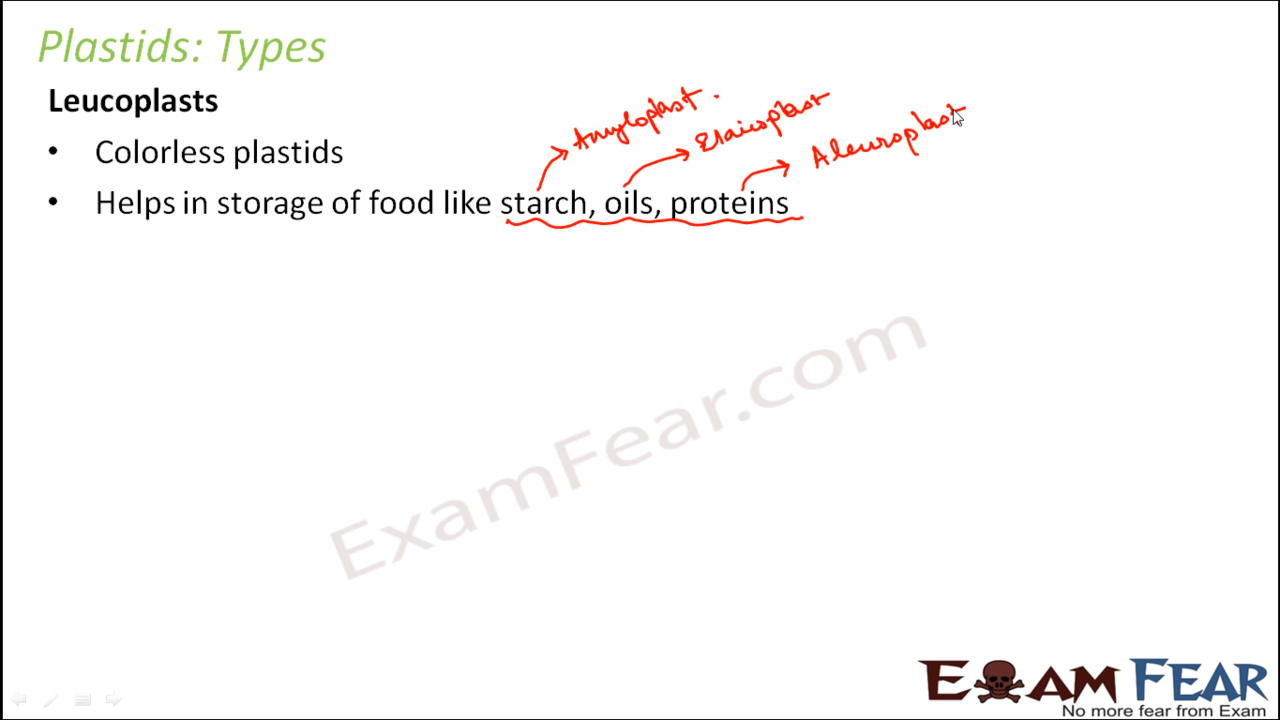 Plastids: Types
Leucoplasts
Amyloplast.
Elaioplast
Aleuroplast
• Colorless plastids
• Helps in storage of food like starch, oils, proteins
ExamFear.com
EXAM FEAR
No more fear from Exam